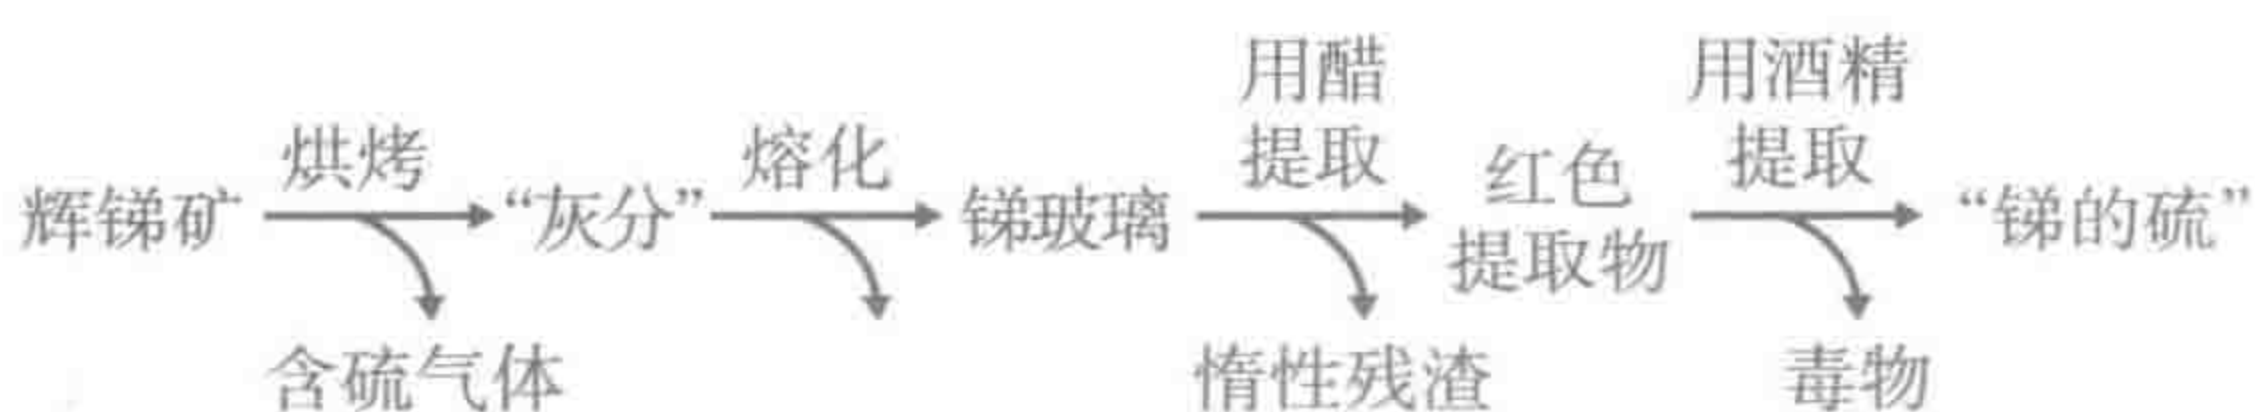 辉锑矿
烘烤
含硫气体
“灰分”
熔化
锑玻璃
用醋
提取
惰性残渣
红色
提取物
用酒精
提取
毒物
“锑的硫”